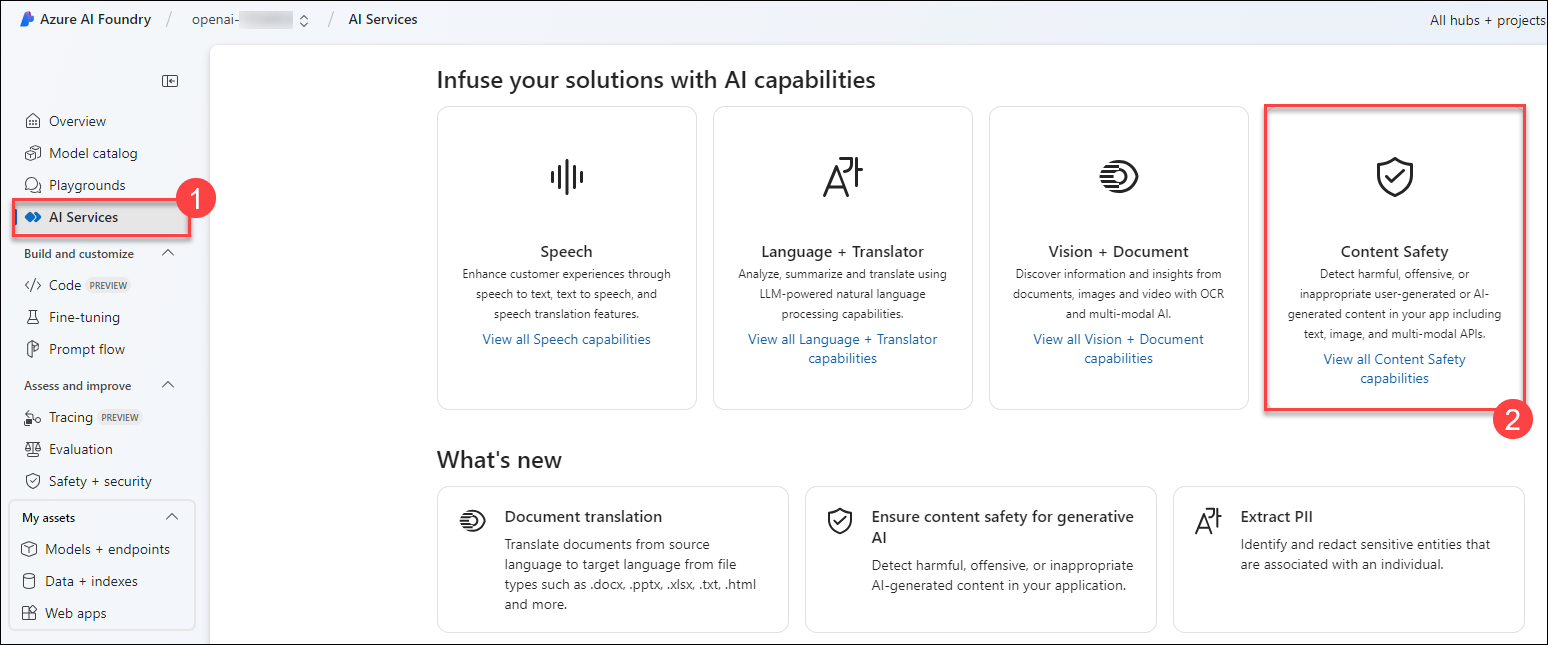 Azure AI Foundry / openai- / AI Services
All hubs + projects
Overview
Model catalog
Playgrounds
AI Services
1
Build and customize
Code PREVIEW
Fine-tuning
Prompt flow
Assess and improve
Tracing PREVIEW
Evaluation
Safety + security
My assets
Models + endpoints
Data + indexes
Web apps
Infuse your solutions with AI capabilities
Speech
Enhance customer experiences through
speech to text, text to speech, and
speech translation features.
View all Speech capabilities
Language + Translator
Analyze, summarize and translate using
LLM-powered natural language
processing capabilities.
View all Language + Translator
capabilities
Vision + Document
Discover information and insights from
documents, images and video with OCR
and multi-modal AI.
View all Vision + Document
capabilities
Content Safety
Detect harmful, offensive, or
inappropriate user-generated or AI-
generated content in your app including
text, image, and multi-modal APIs.
View all Content Safety
capabilities
2
What's new
Document translation
Translate documents from source
language to target language from file
types such as .docx, .pptx, .xlsx, .txt, .html
and more.
Ensure content safety for generative
AI
Detect harmful, offensive, or inappropriate
AI-generated content in your application.
Extract PII
Identify and redact sensitive entities that
are associated with an individual.